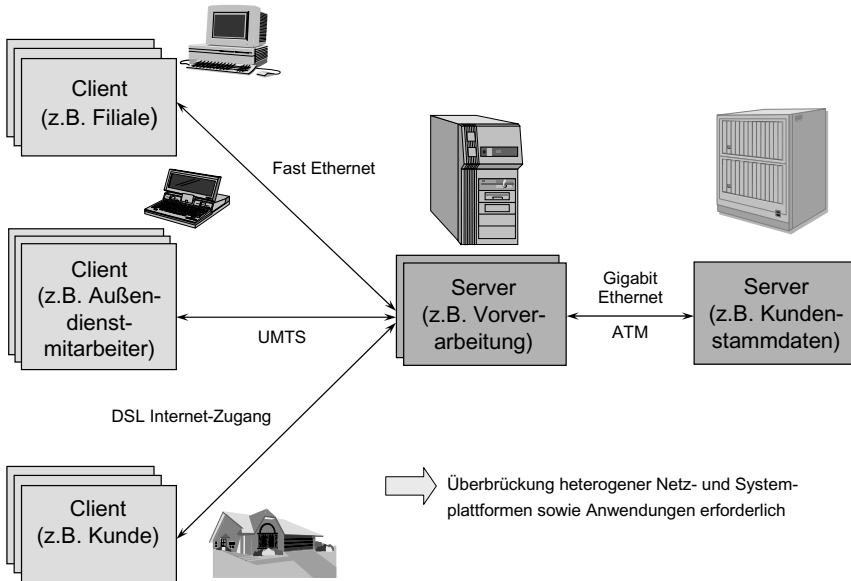 Client
(z.B. Filiale)
Fast Ethernet
Client
(z.B. Außen-
dienst-
mitarbeiter)
UMTS
Server
(z.B. Vorver-
arbeitung)
Gigabit
Ethernet
ATM
Server
(z.B. Kunden-
stammdaten)
DSL Internet-Zugang
Client
(z.B. Kunde)
Überbrückung heterogener Netz- und System-
plattformen sowie Anwendungen erforderlich